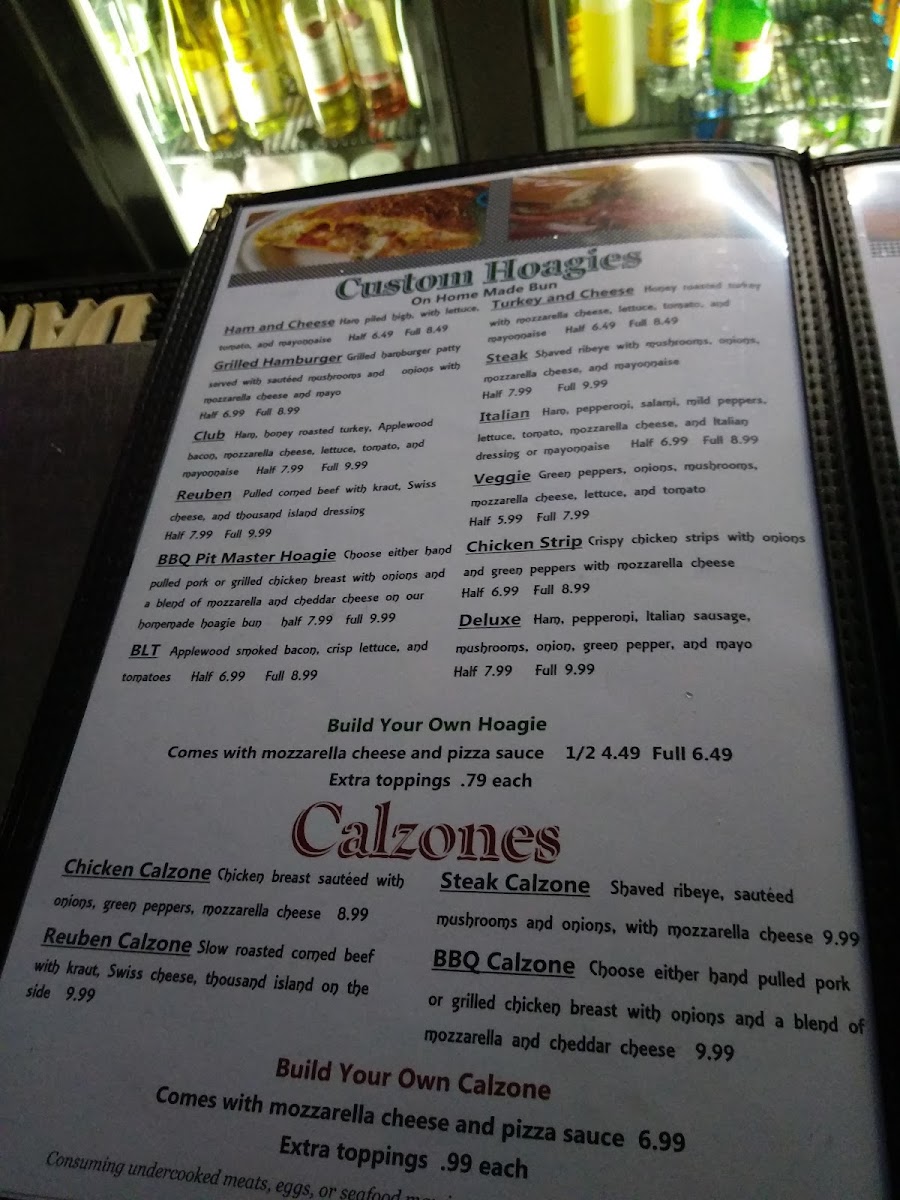 Custom Hoagies
On Home Made Bun
Ham and Cheese Ham piled high, with lettuce,
tomato, and mayonnaise Half 6.49 Full 8.49
Grilled Hamburger Grilled hamburger patty
served with sautéed mushrooms and onions with
mozzarella cheese and mayo
Half 6.99 Full 8.99
Club Ham, honey roasted turkey, Applewood
bacon, mozzarella cheese, lettuce, tomato, and
mayonnaise Half 7.99 Full 9.99
Reuben Pulled corned beef with kraut, Swiss
cheese, and thousand island dressing
Half 7.99 Full 9.99
BBQ Pit Master Hoagie Choose either hand
pulled pork or grilled chicken breast with onions and
a blend of mozzarella and cheddar cheese on our
homemade hoagie bun half 7.99 full 9.99
BLT Applewood smoked bacon, crisp lettuce, and
tomatoes Half 6.99 Full 8.99
Turkey and Cheese Honey roasted turkey
with mozzarella cheese, lettuce, tomato, and
mayonnaise Half 6.49 Full 8.49
Steak Shaved ribeye with mushrooms, onions,
mozzarella cheese, and mayonnaise
Half 7.99 Full 9.99
Italian Ham, pepperoni, salami, mild peppers,
lettuce, tomato, mozzarella cheese, and Italian
dressing or mayonnaise Half 6.99 Full 8.99
Veggie Green peppers, onions, mushrooms,
mozzarella cheese, lettuce, and tomato
Half 5.99 Full 7.99
Chicken Strip Crispy chicken strips with onions
and green peppers with mozzarella cheese
Half 6.99 Full 8.99
Deluxe Ham, pepperoni, Italian sausage,
mushrooms, onion, green pepper, and mayo
Half 7.99 Full 9.99
Build Your Own Hoagie
Comes with mozzarella cheese and pizza sauce 1/2 4.49 Full 6.49
Extra toppings .79 each
Calzones
Chicken Calzone Chicken breast sautéed with
onions, green peppers, mozzarella cheese 8.99
Reuben Calzone Slow roasted corned beef
with kraut, Swiss cheese, thousand island on the
side 9.99
Steak Calzone Shaved ribeye, sautéed
mushrooms and onions, with mozzarella cheese 9.99
BBQ Calzone Choose either hand pulled pork
or grilled chicken breast with onions and a blend of
mozzarella and cheddar cheese 9.99
Build Your Own Calzone
Comes with mozzarella cheese and pizza sauce 6.99
Extra toppings .99 each
Consuming undercooked meats, eggs, or seafood